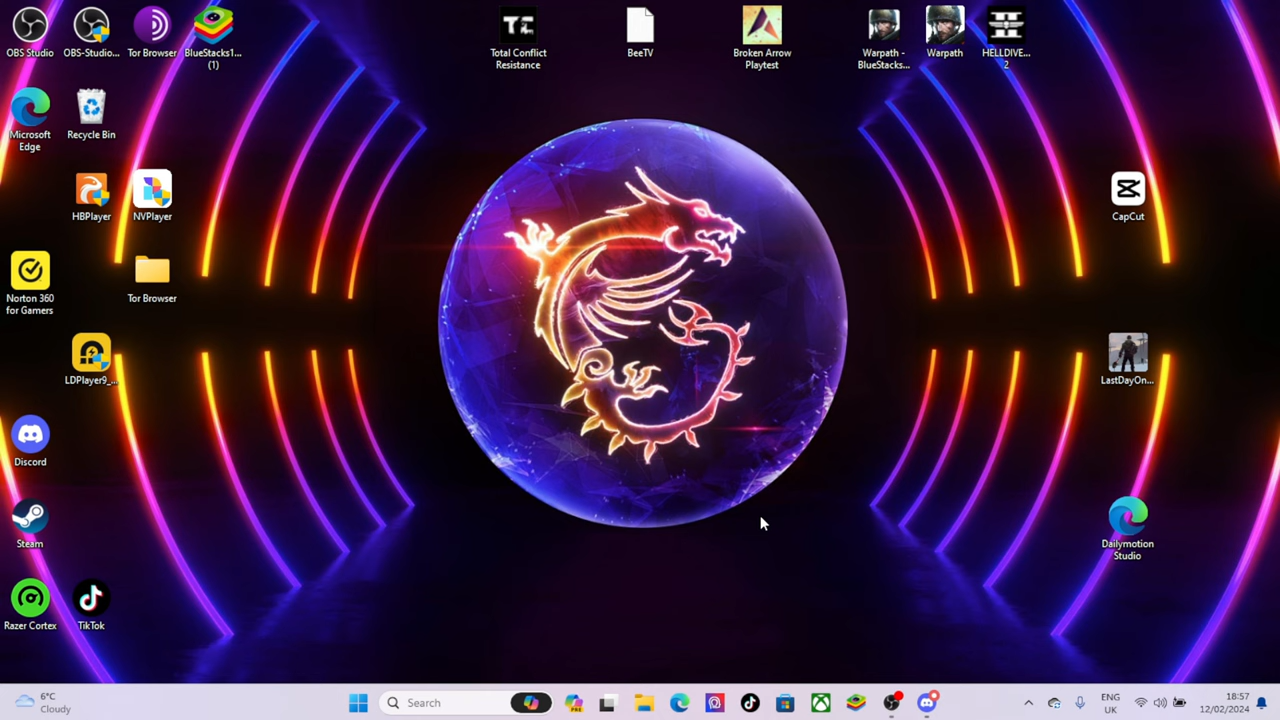 OBS Studio
OBS-Studio...
Tor Browser
BlueStacks1...
(1)
Total Conflict
Resistance
BeeTV
Broken Arrow
Playtest
Warpath -
BlueStacks...
Warpath
HELLDIVE...
2
Microsoft
Edge
Recycle Bin
HBPlayer
NVPlayer
CapCut
Norton 360
for Gamers
Tor Browser
LDPlayer9_...
LastDayOn...
Discord
Steam
Dailymotion
Studio
Razer Cortex
TikTok
6°C
Cloudy
Search
PRE
ENG
UK
18:57
12/02/2024